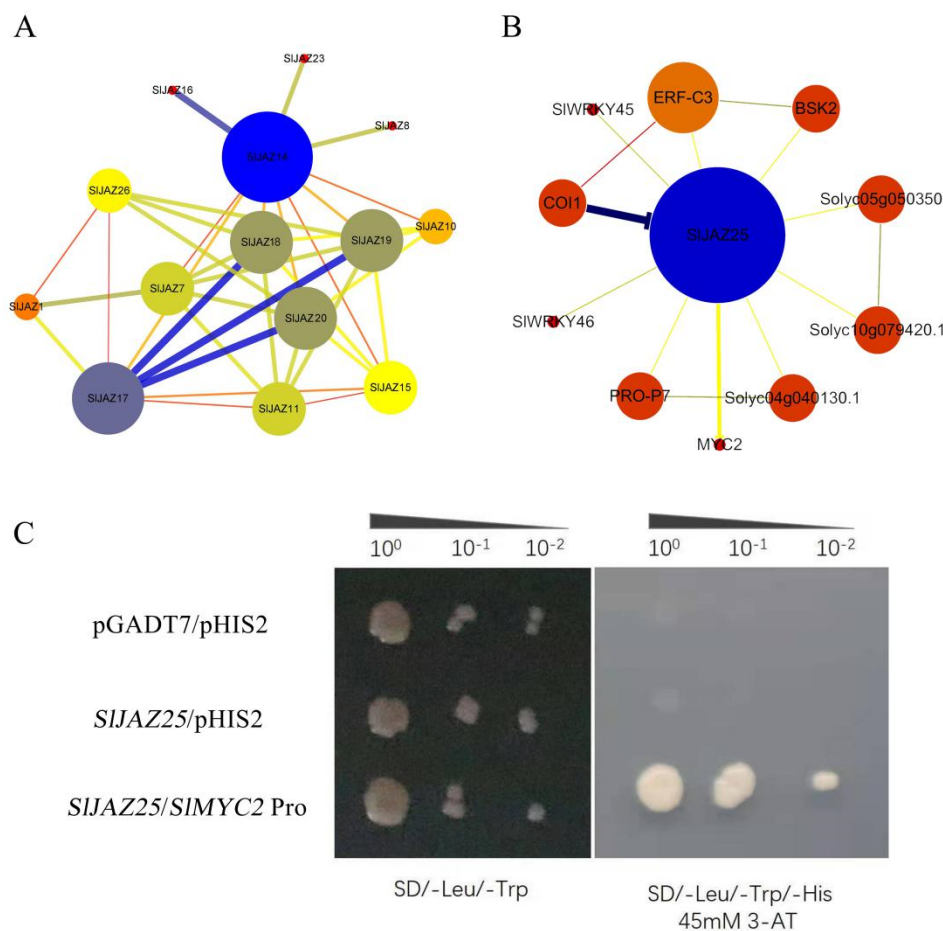 A
B
SlJAZ23
SlJAZ16
SlJAZ8
SlJAZ14
SlJAZ26
SlJAZ18
SlJAZ19
SlJAZ10
SlJAZ7
SlJAZ1
SlJAZ20
SlJAZ17
SlJAZ11
SlJAZ15
ERF-C3
BSK2
SlWRKY45
COI1
Solyc05g050350
SlJAZ25
SlWRKY46
Solyc10g079420.1
PRO-P7
Solyc04g040130.1
MYC2
C
10⁰ 10⁻¹ 10⁻² 10⁰ 10⁻¹ 10⁻²
pGADT7/pHIS2
SlJAZ25/pHIS2
SlJAZ25/SlMYC2 Pro
SD/-Leu/-Trp
SD/-Leu/-Trp/-His
45mM 3-AT